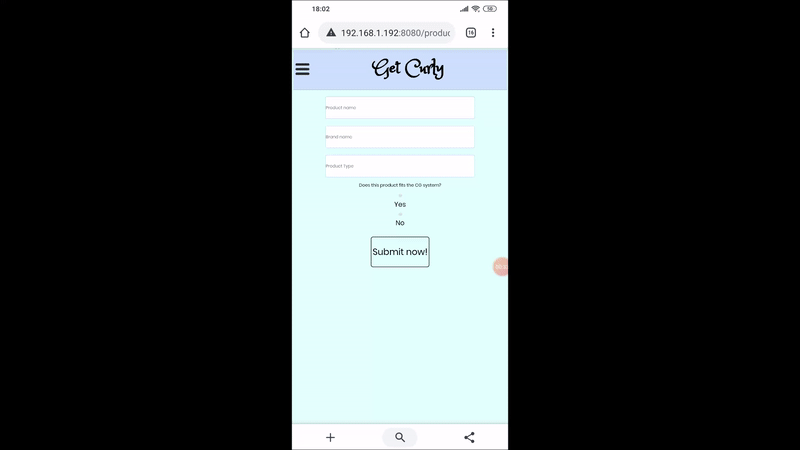 18:02
50
192.168.1.192:8080/produc
16
Get Curly
Product name
Brand name
Product Type
Does this product fits the CG system?
Yes
No
Submit now!